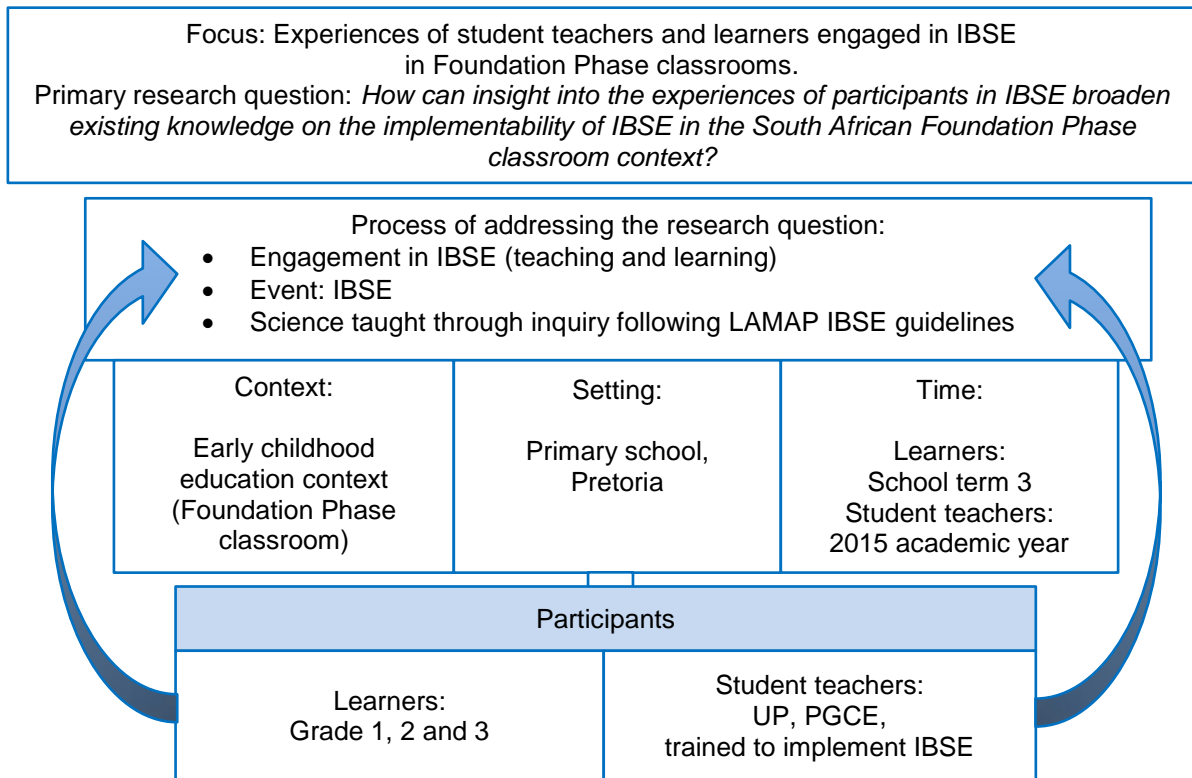 Focus: Experiences of student teachers and learners engaged in IBSE
in Foundation Phase classrooms.
Primary research question: How can insight into the experiences of participants in IBSE broaden
existing knowledge on the implementability of IBSE in the South African Foundation Phase
classroom context?
Process of addressing the research question:
• Engagement in IBSE (teaching and learning)
• Event: IBSE
• Science taught through inquiry following LAMAP IBSE guidelines
Context:
Early childhood
education context
(Foundation Phase
classroom)
Setting:
Primary school,
Pretoria
Time:
Learners:
School term 3
Student teachers:
2015 academic year
Participants
Learners:
Grade 1, 2 and 3
Student teachers:
UP, PGCE,
trained to implement IBSE